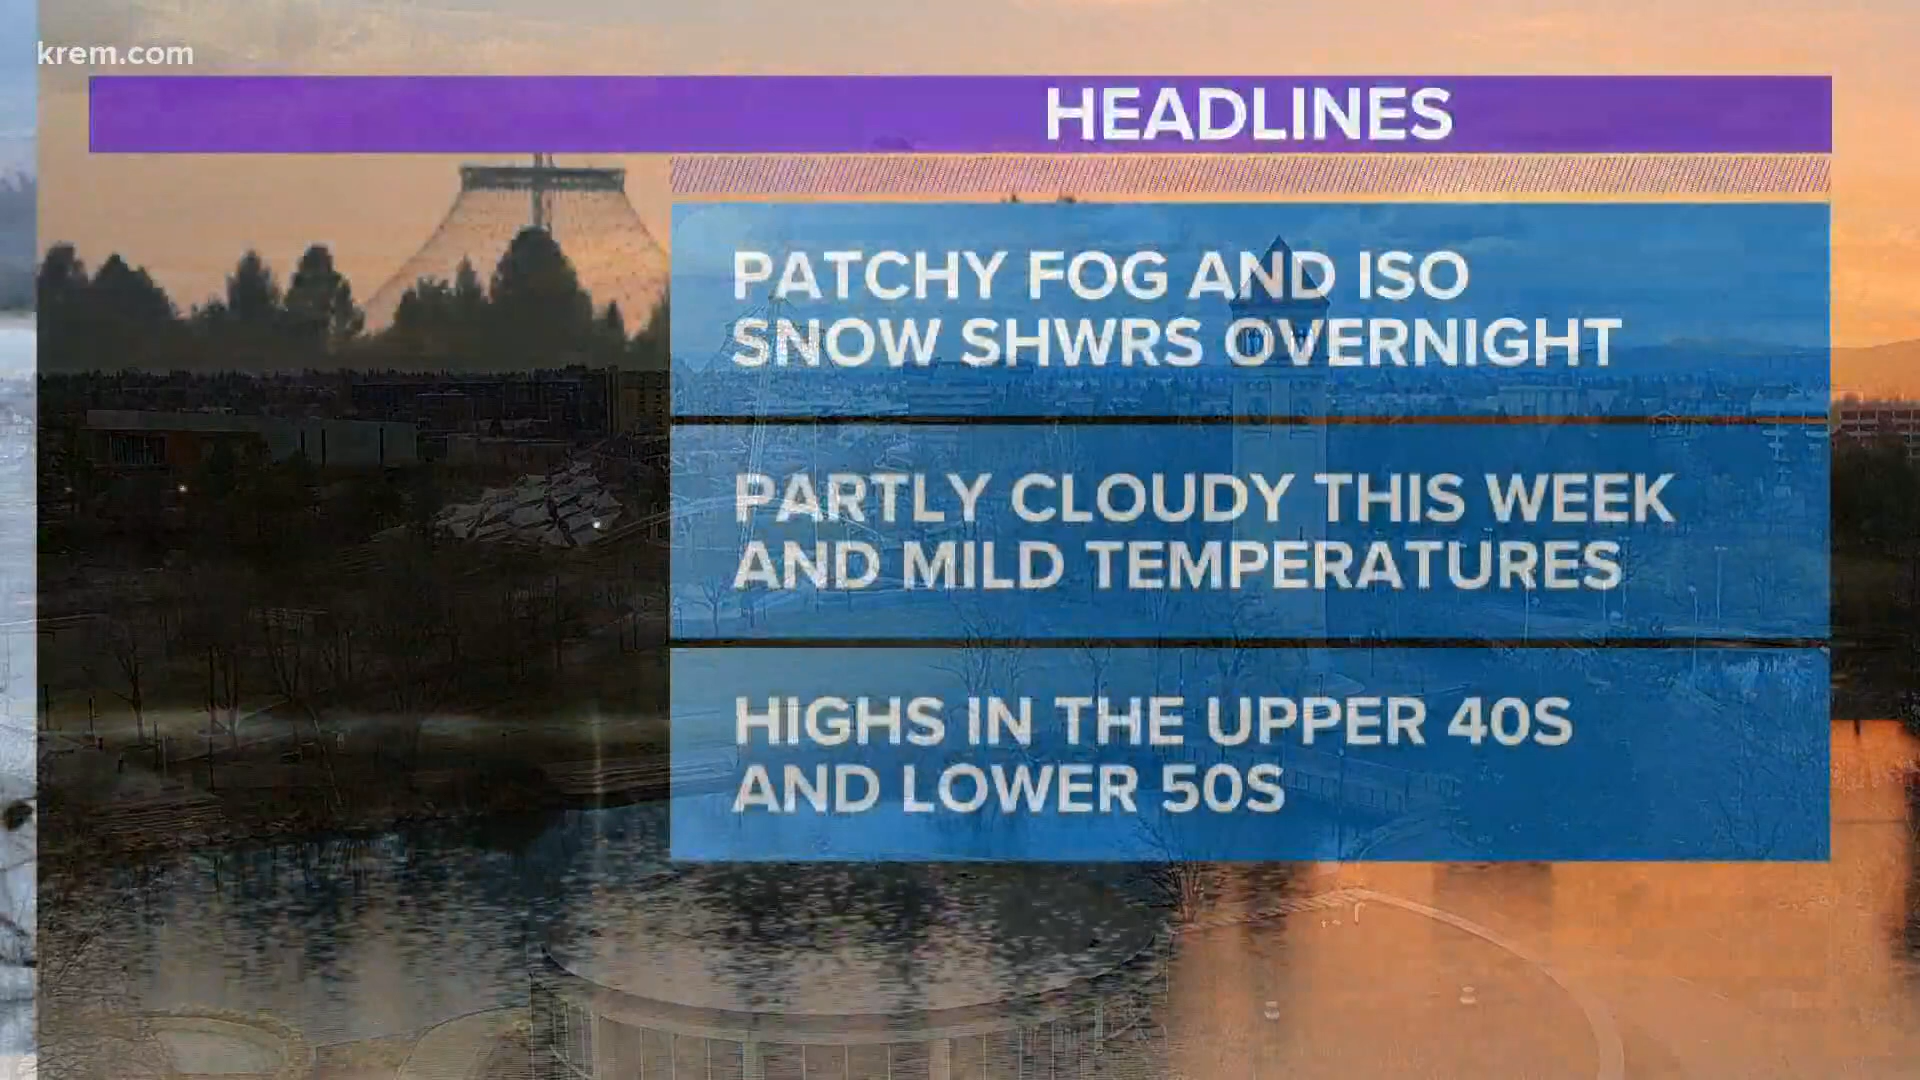 krem.com
HEADLINES
PATCHY FOG AND ISO
SNOW SHWRS OVERNIGHT
PARTLY CLOUDY THIS WEEK
AND MILD TEMPERATURES
HIGHS IN THE UPPER 40S
AND LOWER 50S